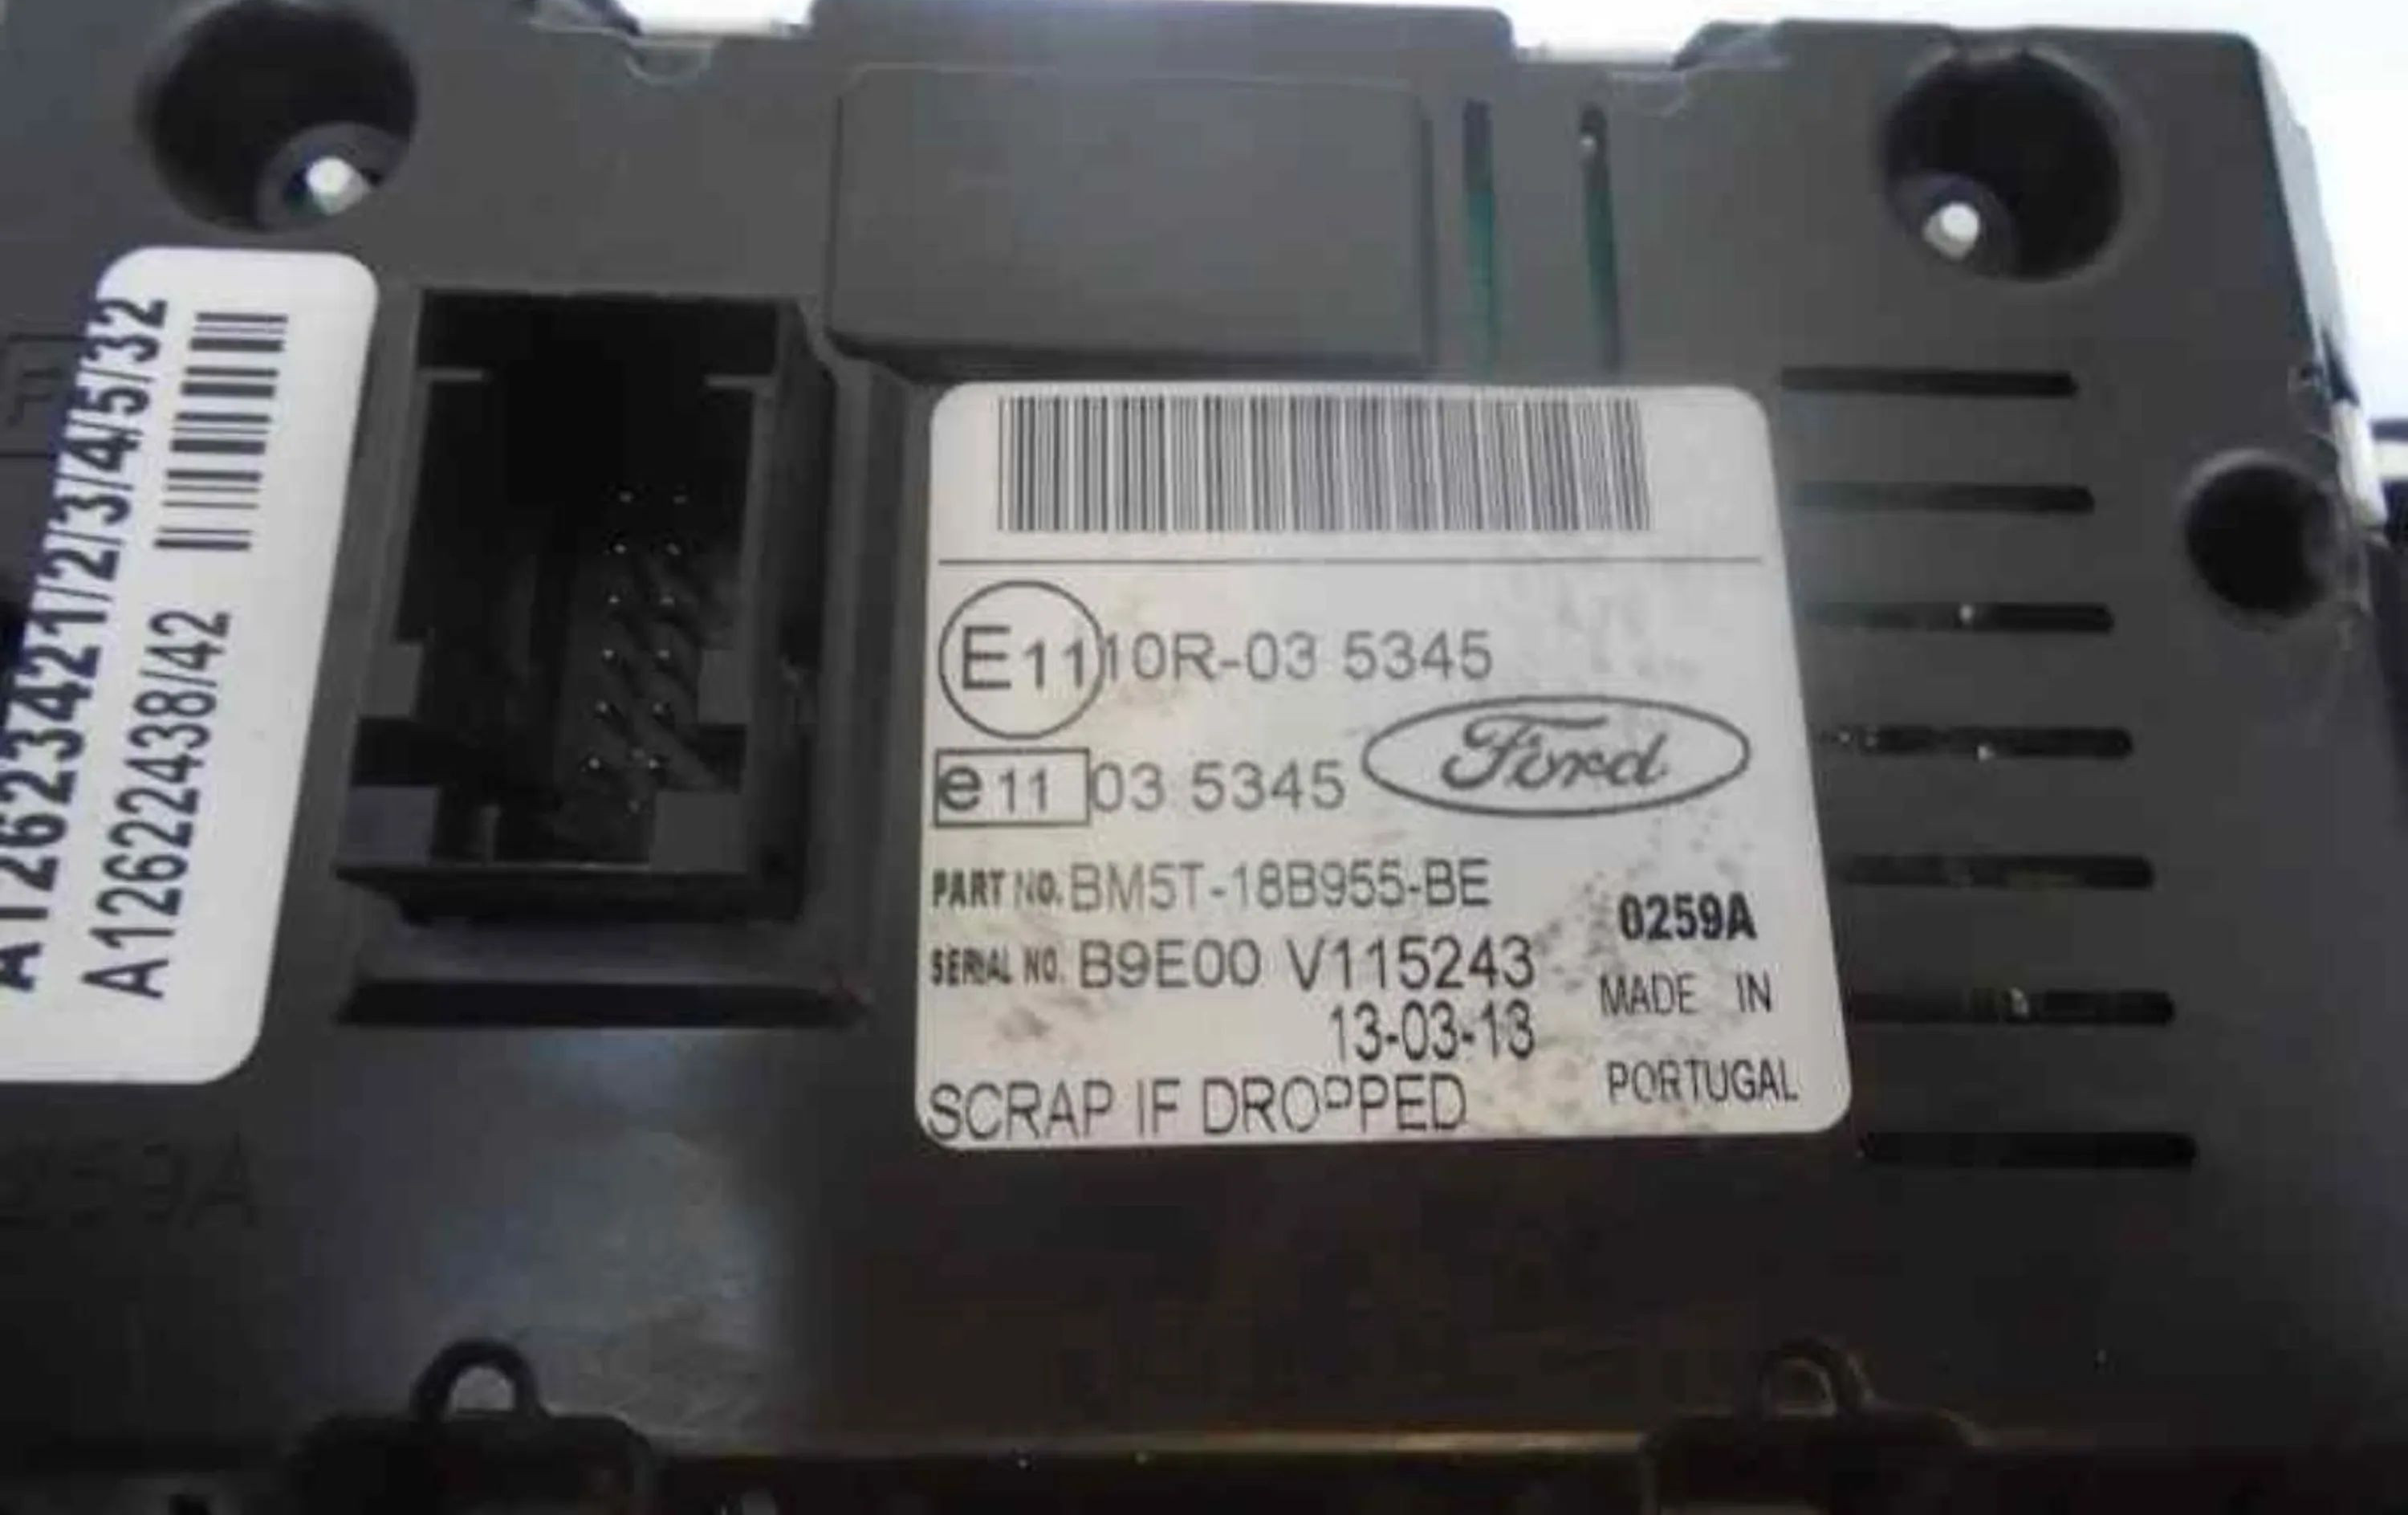 A12623421/2/3/4/5/32
A12622438/42
E11 10R-03 5345
e11 03 5345
Ford
PART NO. BM5T-18B955-BE
SERIAL NO. B9E00 V115243
13-03-13
0259A
MADE IN
PORTUGAL
SCRAP IF DROPPED
259A